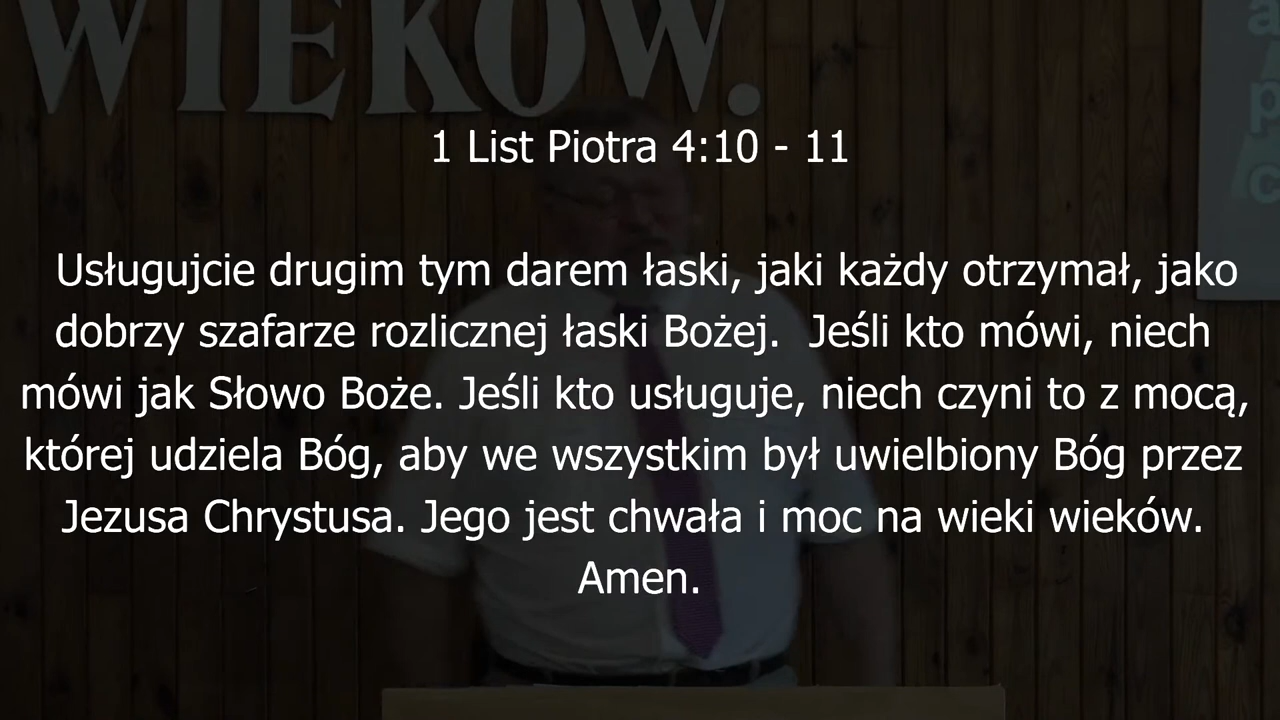 WIEKÓW.
1 List Piotra 4:10 - 11
Usługujcie drugim tym darem łaski, jaki każdy otrzymał, jako
dobrzy szafarze rozlicznej łaski Bożej. Jeśli kto mówi, niech
mówi jak Słowo Boże. Jeśli kto usługuje, niech czyni to z mocą,
której udziela Bóg, aby we wszystkim był uwielbiony Bóg przez
Jezusa Chrystusa. Jego jest chwała i moc na wieki wieków.
Amen.